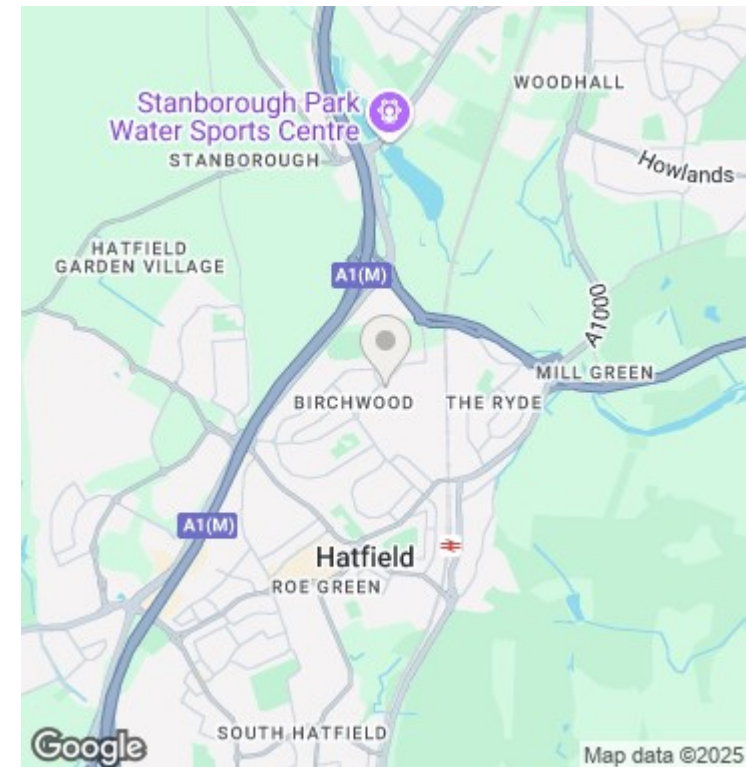 WOODHALL
Stanborough Park
Water Sports Centre
STANBOROUGH
Howlands
HATFIELD
GARDEN VILLAGE
A1(M)
A1000
MILL GREEN
BIRCHWOOD
THE RYDE
A1(M)
Hatfield
ROE GREEN
SOUTH HATFIELD
Google
Map data ©2025